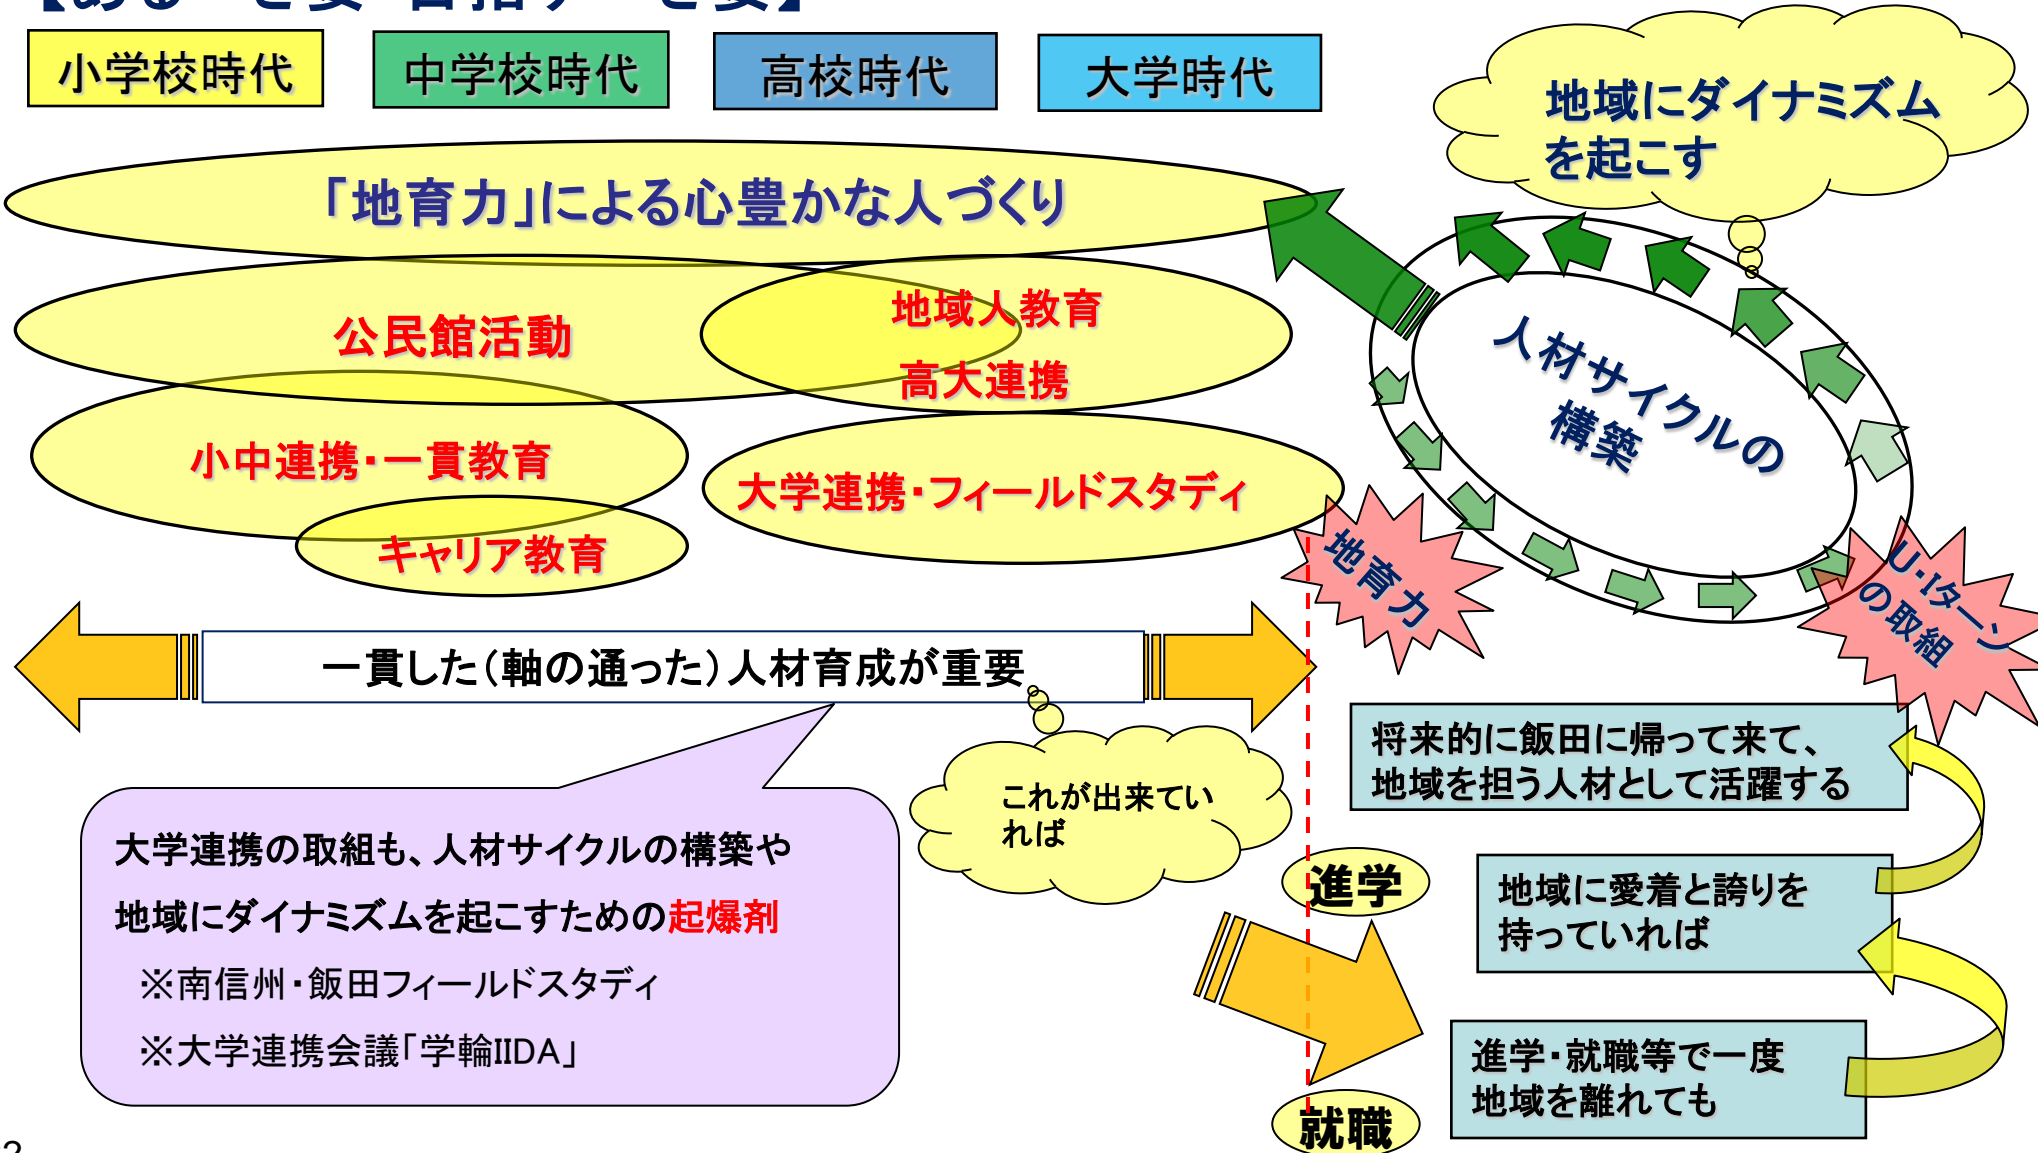 小学校時代
中学校時代
高校時代
大学時代
地域にダイナミズム
を起こす
「地育力」による心豊かな人づくり
公民館活動
地域人教育
高大連携
小中連携・一貫教育
キャリア教育
大学連携・フィールドスタディ
人材サイクルの
構築
地育力
U・Iターン
の取組
一貫した（軸の通った）人材育成が重要
これが出来てい
れば
大学連携の取組も、人材サイクルの構築や
地域にダイナミズムを起こすための起爆剤
※南信州・飯田フィールドスタディ
※大学連携会議「学輪IIDA」
将来的に飯田に帰って来て、
地域を担う人材として活躍する
地域に愛着と誇りを
持っていれば
進学・就職等で一度
地域を離れても
進学
就職